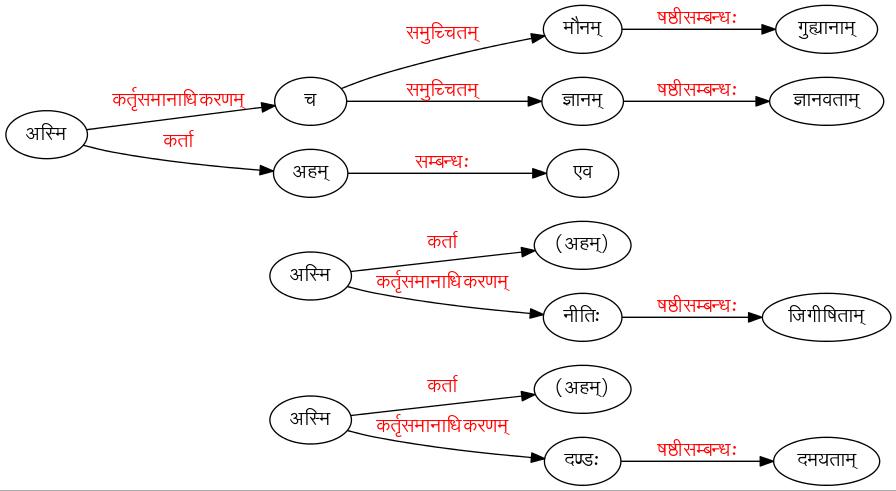 समुच्चितम् मौनम् षष्ठीसम्बन्धः गुह्यानाम्
कर्तृसमानाधिकरणम् च समुच्चितम् ज्ञानम् षष्ठीसम्बन्धः ज्ञानवताम्
अस्मि
कर्ता अहम् सम्बन्धः एव
कर्ता (अहम्)
अस्मि
कर्तृसमानाधिकरणम् नीतिः षष्ठीसम्बन्धः जिगीषिताम्
कर्ता (अहम्)
अस्मि
कर्तृसमानाधिकरणम् दण्डः षष्ठीसम्बन्धः दमयताम्